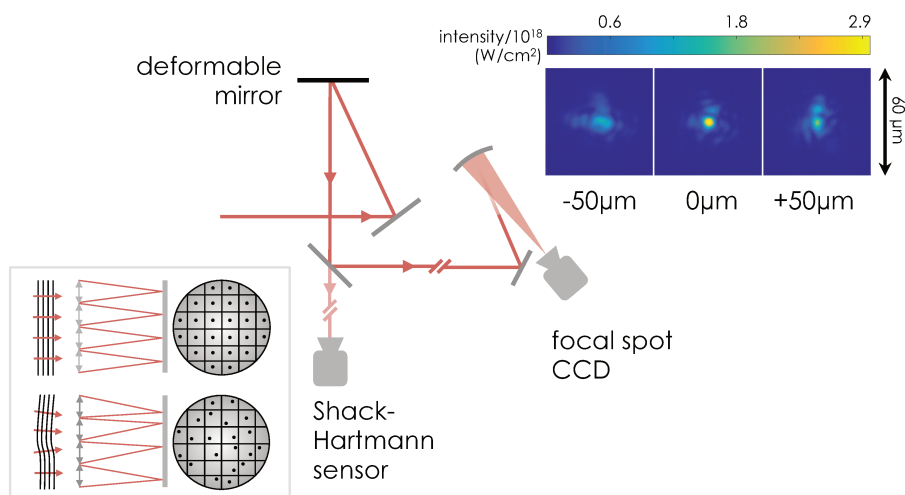 0.6 1.8 2.9
intensity/10¹⁸
(W/cm²)
deformable
mirror
60 µm
-50µm 0µm +50µm
focal spot
CCD
Shack-
Hartmann
sensor